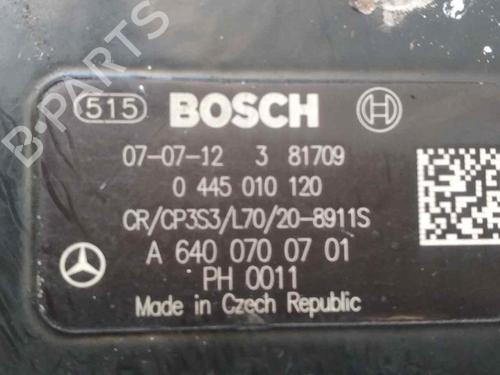 B-PARTS
515 BOSCH
07-07-12 3 81709
0 445 010 120
CR/CP3S3/L70/20-8911S
A 640 070 07 01
PH 0011
Made in Czech Republic